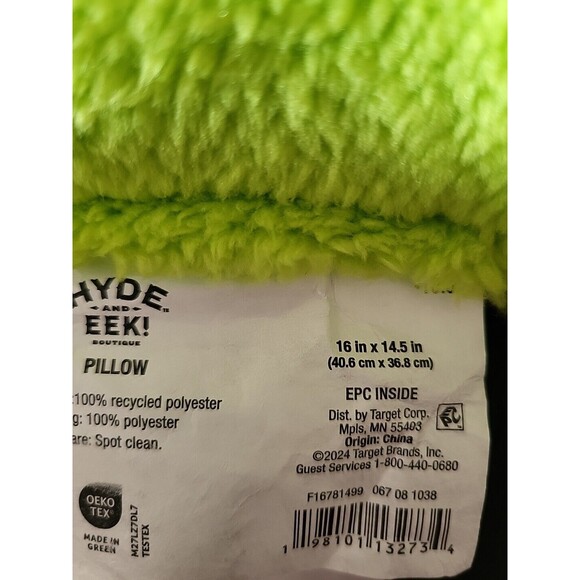 HYDE
AND
EEK!
BOUTIQUE
PILLOW
:100% recycled polyester
g: 100% polyester
are: Spot clean.
OEKO
TEX®
MADE IN
GREEN
M27LZ7DL7
TESTEX
16 in x 14.5 in
(40.6 cm x 36.8 cm)
EPC INSIDE
Dist. by Target Corp.
Mpls, MN 55403
Origin: China
©2024 Target Brands, Inc.
Guest Services 1-800-440-0680
F16781499 067 08 1038
1 98101 13273 4